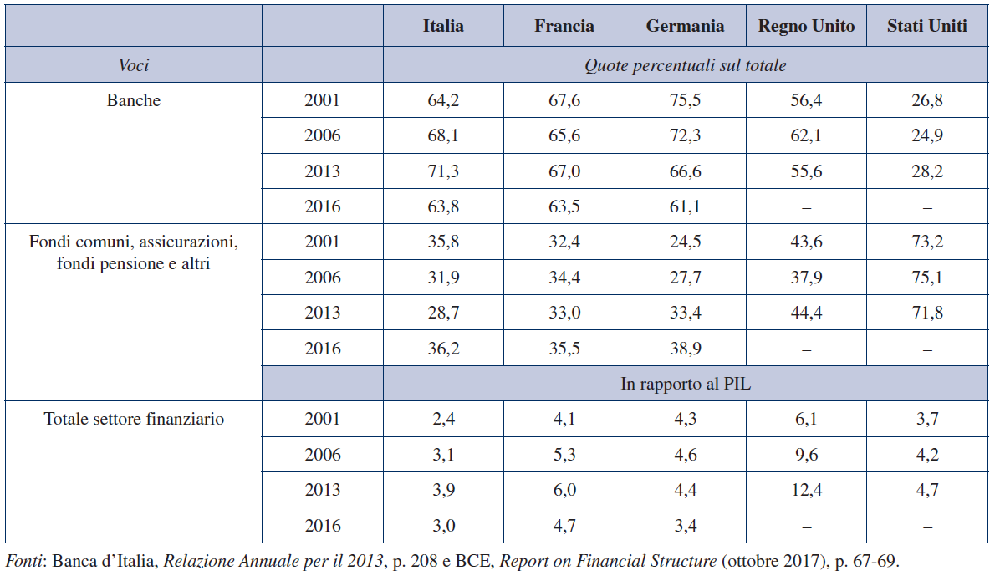 Italia Francia Germania Regno Unito Stati Uniti
Voci Quote percentuali sul totale
Banche 2001 64,2 67,6 75,5 56,4 26,8
2006 68,1 65,6 72,3 62,1 24,9
2013 71,3 67,0 66,6 55,6 28,2
2016 63,8 63,5 61,1 – –
Fondi comuni, assicurazioni, 2001 35,8 32,4 24,5 43,6 73,2
fondi pensione e altri
2006 31,9 34,4 27,7 37,9 75,1
2013 28,7 33,0 33,4 44,4 71,8
2016 36,2 35,5 38,9 – –
In rapporto al PIL
Totale settore finanziario 2001 2,4 4,1 4,3 6,1 3,7
2006 3,1 5,3 4,6 9,6 4,2
2013 3,9 6,0 4,4 12,4 4,7
2016 3,0 4,7 3,4 – –
Fonti: Banca d’Italia, Relazione Annuale per il 2013, p. 208 e BCE, Report on Financial Structure (ottobre 2017), p. 67-69.